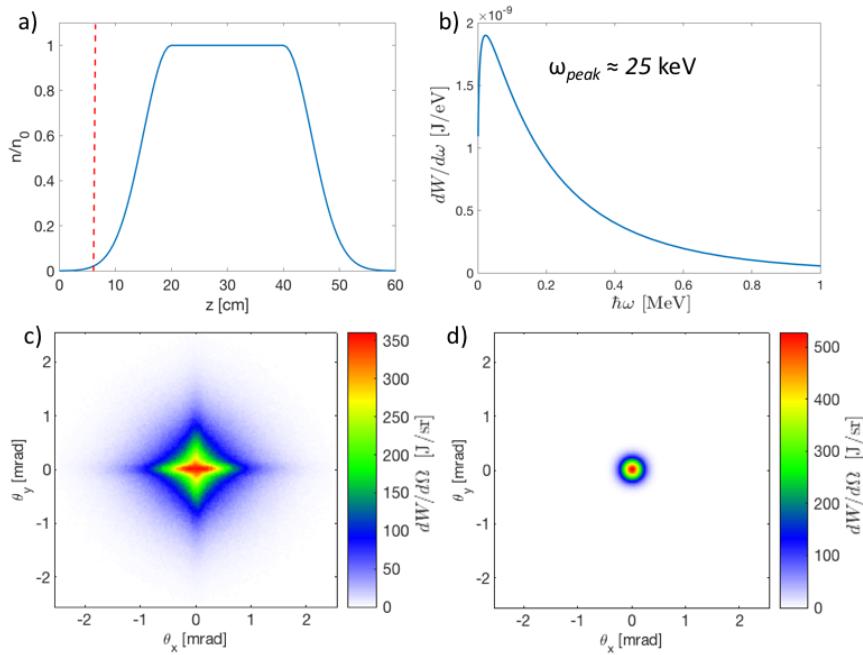 a)
1
0.8
0.6
0.4
0.2
0
n/n0
0 10 20 30 40 50 60
z [cm]
b)
×10-9
2
1.5
1
0.5
0
dW/dω [J/eV]
ωpeak ≈ 25 keV
0 0.2 0.4 0.6 0.8 1
ħω [MeV]
c)
2
1
0
-1
-2
θy [mrad]
-2 -1 0 1 2
θx [mrad]
350
300
250
200
150
100
50
0
dW/dΩ [J/sr]
d)
2
1
0
-1
-2
θy [mrad]
-2 -1 0 1 2
θx [mrad]
500
400
300
200
100
0
dW/dΩ [J/sr]